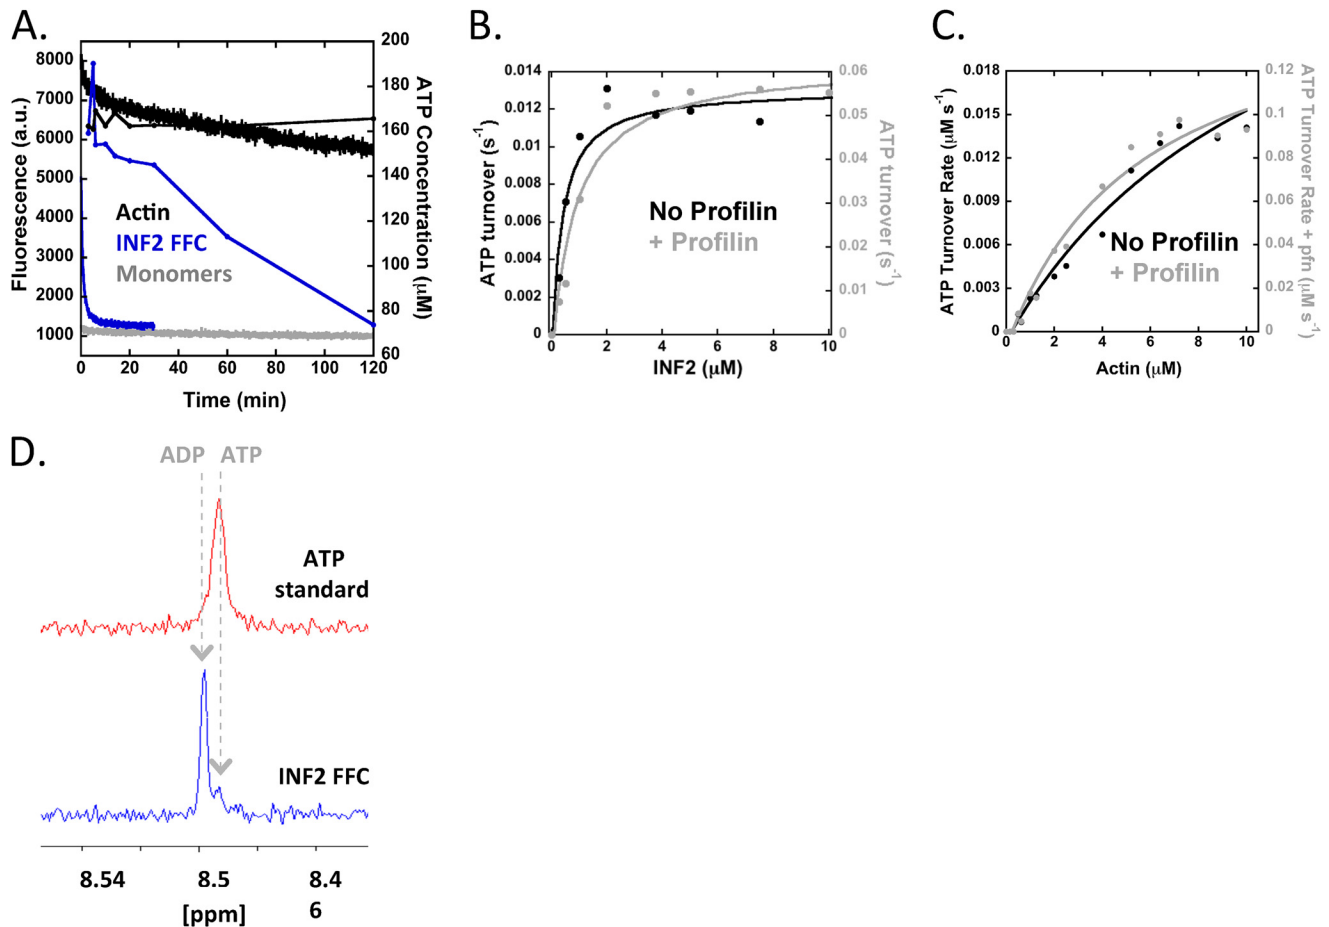 A.
Fluorescence (a.u.)
8000
7000
6000
5000
4000
3000
2000
1000
200
180
160
140
120
100
80
60
ATP Concentration (μM)
Actin
INF2 FFC
Monomers
0
20
40
60
80
100
120
Time (min)
B.
ATP turnover (s-1)
0.014
0.012
0.01
0.008
0.006
0.004
0.002
0
0.06
0.05
0.04
0.03
0.02
0.01
0
ATP turnover (s-1)
No Profilin
+ Profilin
0
2
4
6
8
10
INF2 (μM)
C.
ATP Turnover Rate (μM s-1)
0.018
0.015
0.012
0.009
0.006
0.003
0
0.12
0.1
0.08
0.06
0.04
0.02
0
ATP Turnover Rate + pfn (μM s-1)
No Profilin
+ Profilin
0
2
4
6
8
10
Actin (μM)
D.
ADP
ATP
ATP
standard
INF2 FFC
8.54
8.5
8.4
6
[ppm]